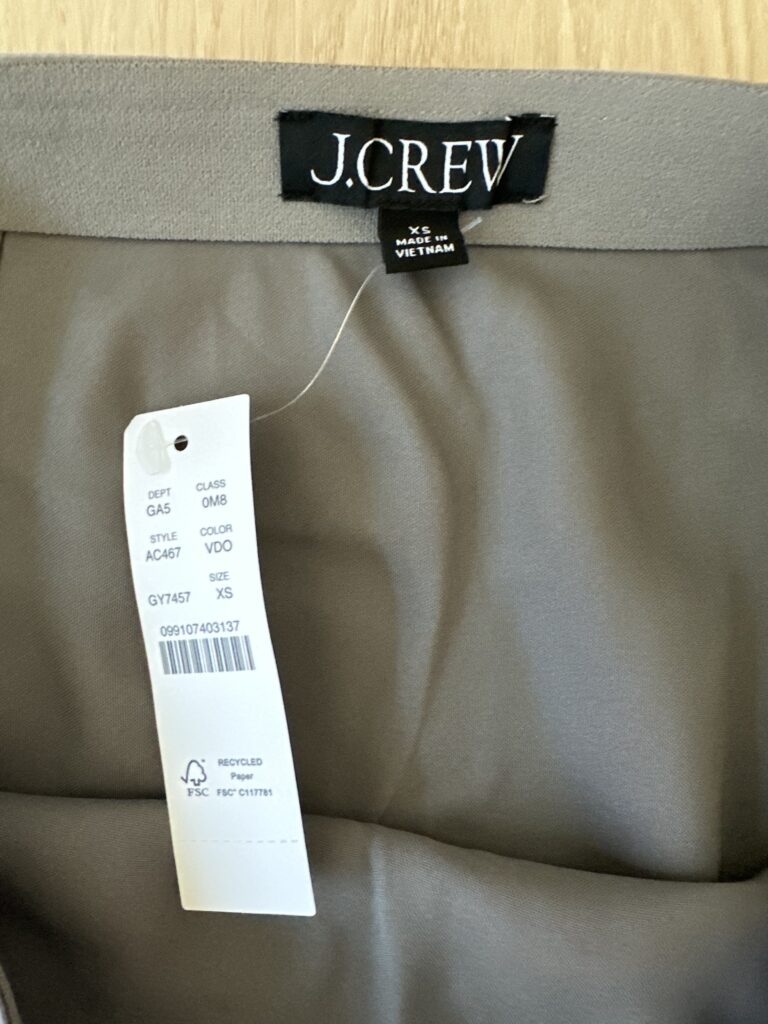 J.CREW
XS
MADE IN
VIETNAM
DEPT CLASS
GA5 0M8
STYLE COLOR
AC467 VDO
SIZE
GY7457 XS
099107403137
RECYCLED
Paper
FSC FSC® C117781